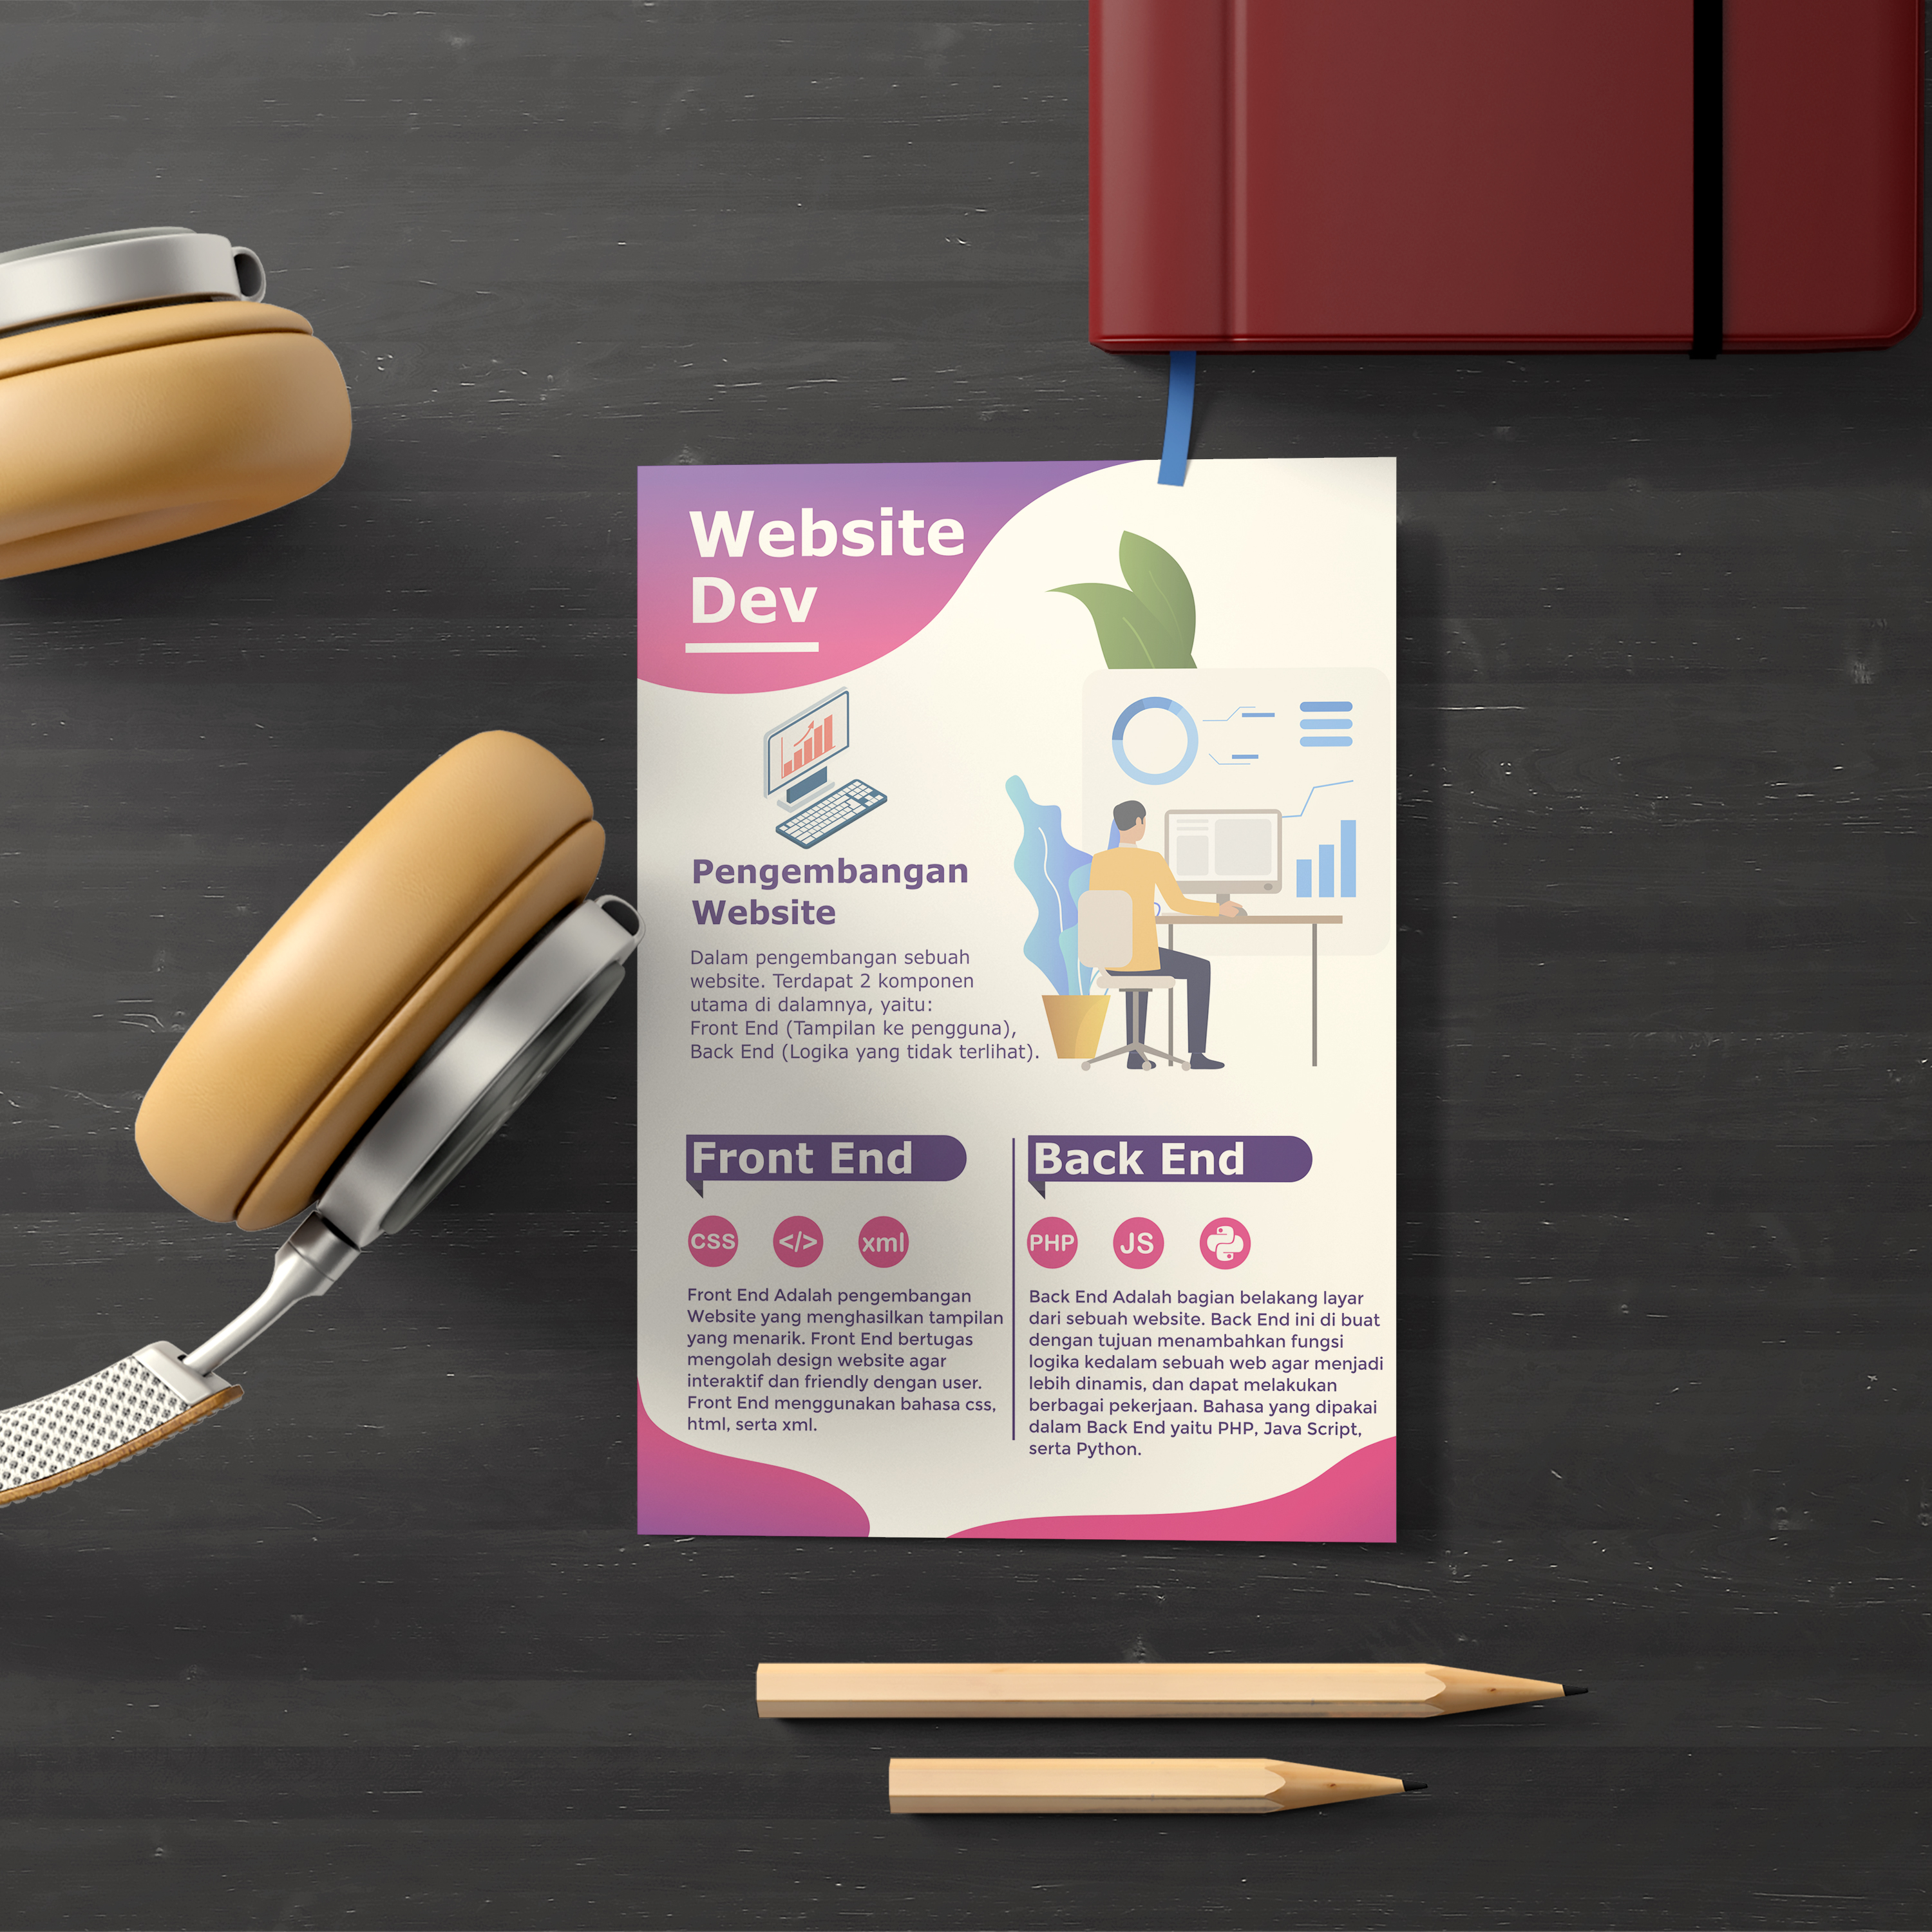 Website
Dev
Pengembangan
Website
Dalam pengembangan sebuah
website. Terdapat 2 komponen
utama di dalamnya, yaitu:
Front End (Tampilan ke pengguna),
Back End (Logika yang tidak terlihat).
Front End
CSS </> xml
Front End Adalah pengembangan
Website yang menghasilkan tampilan
yang menarik. Front End bertugas
mengolah design website agar
interaktif dan friendly dengan user.
Front End menggunakan bahasa css,
html, serta xml.
Back End
PHP JS
Back End Adalah bagian belakang layar
dari sebuah website. Back End ini di buat
dengan tujuan menambahkan fungsi
logika kedalam sebuah web agar menjadi
lebih dinamis, dan dapat melakukan
berbagai pekerjaan. Bahasa yang dipakai
dalam Back End yaitu PHP, Java Script,
serta Python.